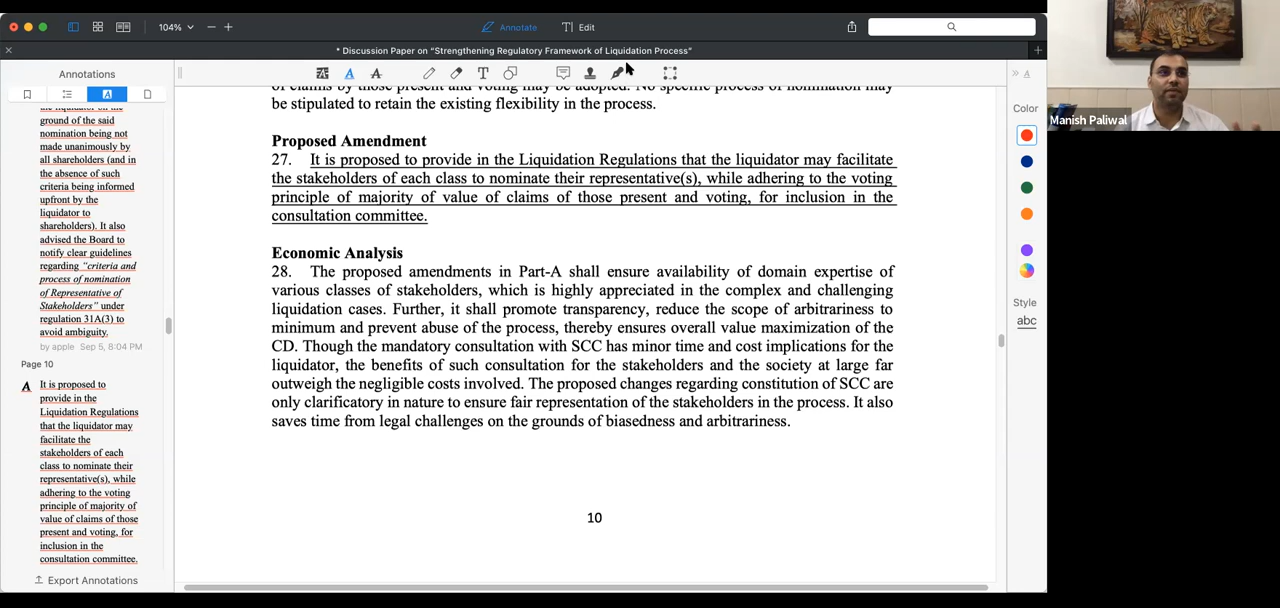 104%
Annotate
Edit
* Discussion Paper on "Strengthening Regulatory Framework of Liquidation Process"
Annotations
ground of the said
nomination being not
made unanimously by
all shareholders (and in
the absence of such
criteria being informed
upfront by the
liquidator to
shareholders). It also
advised the Board to
notify clear guidelines
regarding "criteria and
process of nomination
of Representative of
Stakeholders" under
regulation 31A(3) to
avoid ambiguity.
by apple Sep 5, 8:04 PM
Page 10
A It is proposed to
provide in the
Liquidation Regulations
that the liquidator may
facilitate the
stakeholders of each
class to nominate their
representative(s), while
adhering to the voting
principle of majority of
value of claims of those
present and voting, for
inclusion in the
consultation committee.
Export Annotations
of claims by those present and voting may be adopted. No specific process of nomination may
be stipulated to retain the existing flexibility in the process.
Proposed Amendment
27. It is proposed to provide in the Liquidation Regulations that the liquidator may facilitate
the stakeholders of each class to nominate their representative(s), while adhering to the voting
principle of majority of value of claims of those present and voting, for inclusion in the
consultation committee.
Economic Analysis
28. The proposed amendments in Part-A shall ensure availability of domain expertise of
various classes of stakeholders, which is highly appreciated in the complex and challenging
liquidation cases. Further, it shall promote transparency, reduce the scope of arbitrariness to
minimum and prevent abuse of the process, thereby ensures overall value maximization of the
CD. Though the mandatory consultation with SCC has minor time and cost implications for the
liquidator, the benefits of such consultation for the stakeholders and the society at large far
outweigh the negligible costs involved. The proposed changes regarding constitution of SCC are
only clarificatory in nature to ensure fair representation of the stakeholders in the process. It also
saves time from legal challenges on the grounds of biasedness and arbitrariness.
10
Color
Style
abc
Manish Paliwal